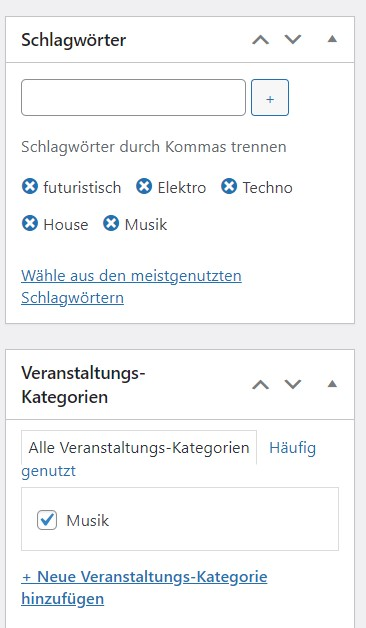 Schlagwörter
+
Schlagwörter durch Kommas trennen
futuristisch Elektro Techno
House Musik
Wähle aus den meistgenutzten
Schlagwörtern
Veranstaltungs-
Kategorien
Alle Veranstaltungs-Kategorien Häufig
genutzt
Musik
+ Neue Veranstaltungs-Kategorie
hinzufügen